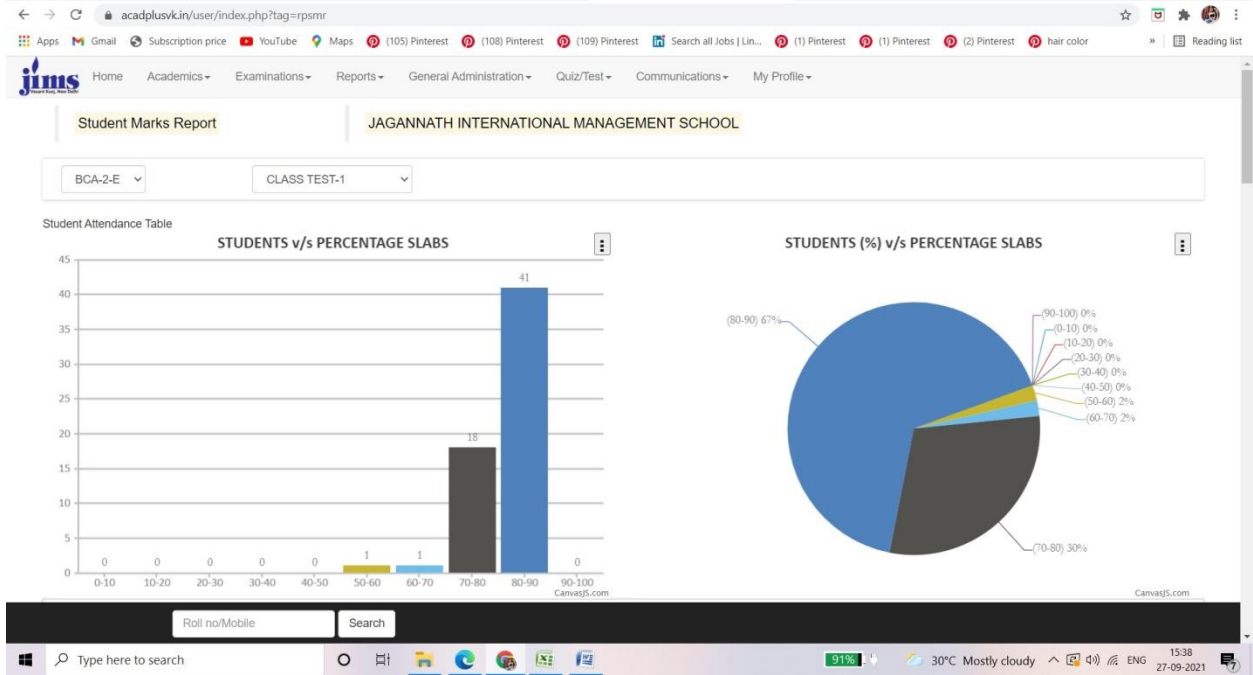 acadplusvk.in/user/index.php?tag=rpsmr
Apps Gmail Subscription price YouTube Maps (105) Pinterest (108) Pinterest (109) Pinterest Search all Jobs | Lin... (1) Pinterest (1) Pinterest (2) Pinterest hair color » Reading list
jims Home Academics Examinations Reports General Administration Quiz/Test Communications My Profile
Vasant Kunj, New Delhi
Student Marks Report JAGANNATH INTERNATIONAL MANAGEMENT SCHOOL
BCA-2-E CLASS TEST-1
Student Attendance Table
STUDENTS v/s PERCENTAGE SLABS
45
40
35
30
25
20
15
10
5
0
0 0 0 0 0 1 1 18 41 0
0-10 10-20 20-30 30-40 40-50 50-60 60-70 70-80 80-90 90-100
CanvasJS.com
STUDENTS (%) v/s PERCENTAGE SLABS
(80-90) 67%
(90-100) 0%
(0-10) 0%
(10-20) 0%
(20-30) 0%
(30-40) 0%
(40-50) 0%
(50-60) 2%
(60-70) 2%
(70-80) 30%
CanvasJS.com
Roll no/Mobile Search
Type here to search 91% 30°C Mostly cloudy ENG 15:38
27-09-2021 7